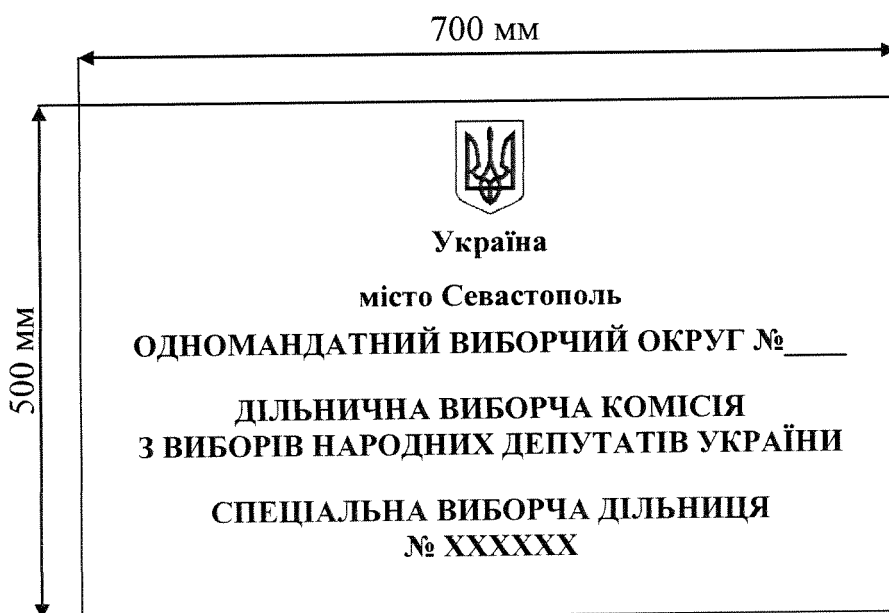 700 мм
500 мм
Україна
місто Севастополь
ОДНОМАНДАТНИЙ ВИБОРЧИЙ ОКРУГ №____
ДІЛЬНИЧНА ВИБОРЧА КОМІСІЯ
З ВИБОРІВ НАРОДНИХ ДЕПУТАТІВ УКРАЇНИ
СПЕЦІАЛЬНА ВИБОРЧА ДІЛЬНИЦЯ
№ ХХХХХХ